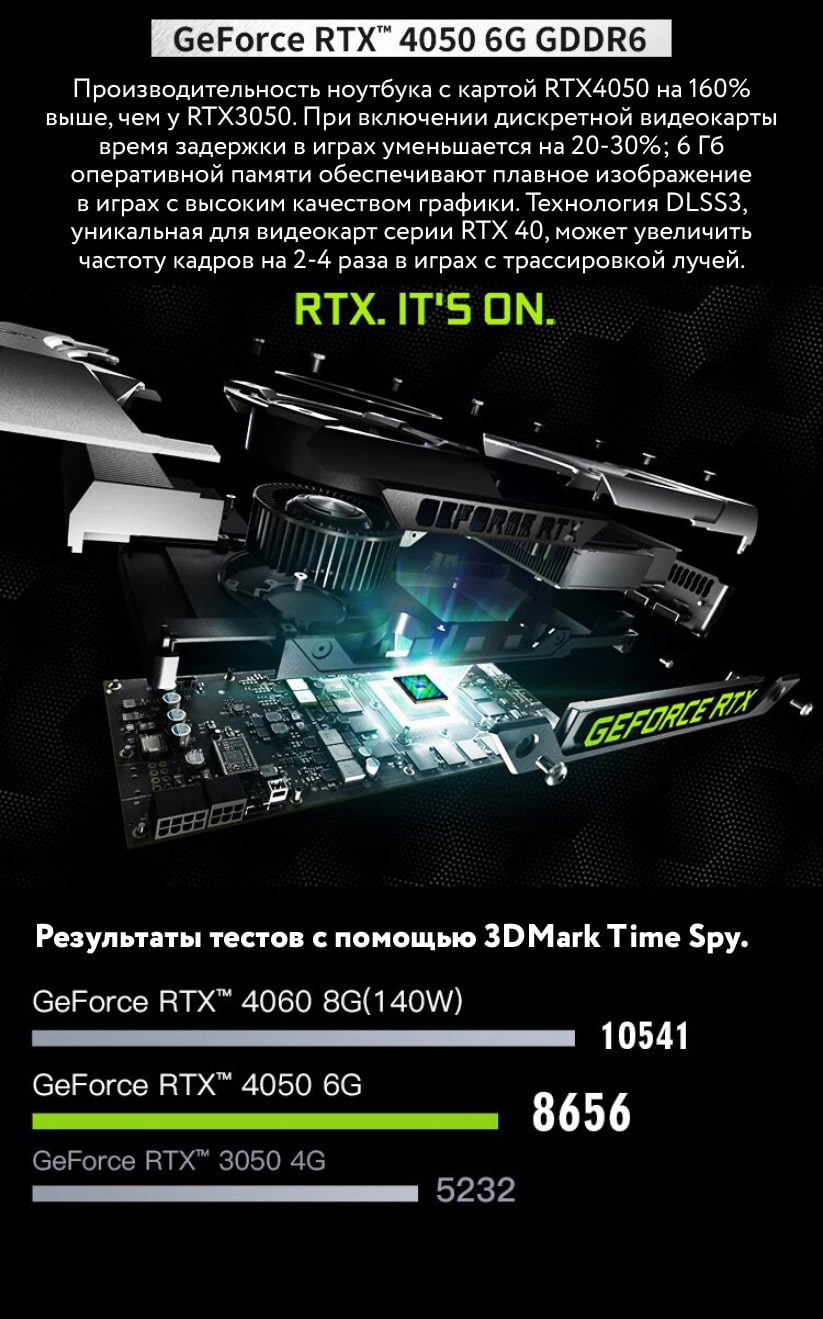 GeForce RTX™ 4050 6G GDDR6
Производительность ноутбука с картой RTX4050 на 160%
выше, чем у RTX3050. При включении дискретной видеокарты
время задержки в играх уменьшается на 20-30%; 6 Гб
оперативной памяти обеспечивают плавное изображение
в играх с высоким качеством графики. Технология DLSS3,
уникальная для видеокарт серии RTX 40, может увеличить
частоту кадров на 2-4 раза в играх с трассировкой лучей.
RTX. IT'S ON.
GEFORCE RTX
GEFORCE RTX
Результаты тестов с помощью 3DMark Time Spy.
GeForce RTX™ 4060 8G(140W)
10541
GeForce RTX™ 4050 6G
8656
GeForce RTX™ 3050 4G
5232